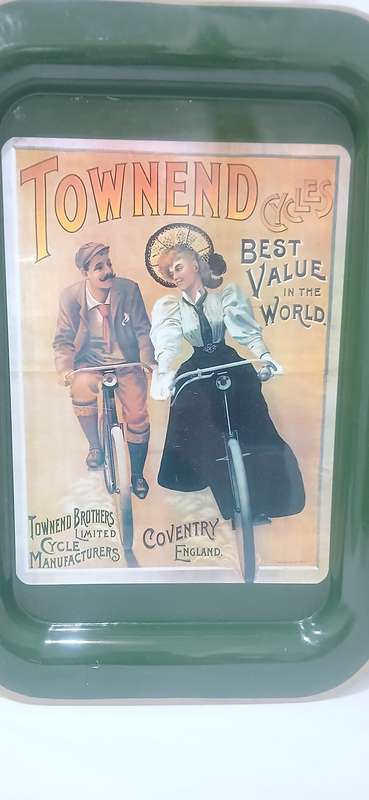 TOWNEND
CYCLES
BEST
VALUE
IN THE
WORLD.
TOWNEND BROTHERS
LIMITED
CYCLE
MANUFACTURERS
COVENTRY
ENGLAND.